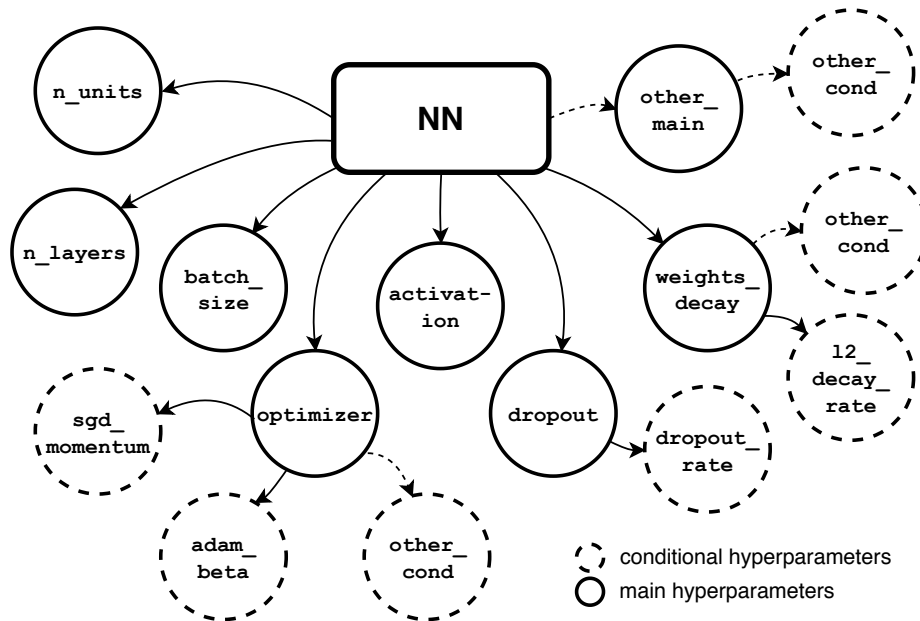 NN
n_units
n_layers
batch_
size
optimizer
sgd_
momentum
adam_
beta
other_
cond
activat-
ion
dropout
dropout_
rate
weights_
decay
other_
cond
l2_
decay_
rate
other_
main
other_
cond
conditional hyperparameters
main hyperparameters